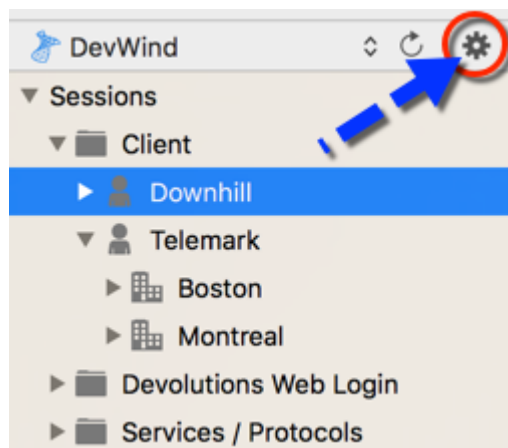 DevWind
Sessions
Client
Downhill
Telemark
Boston
Montreal
Devolutions Web Login
Services / Protocols